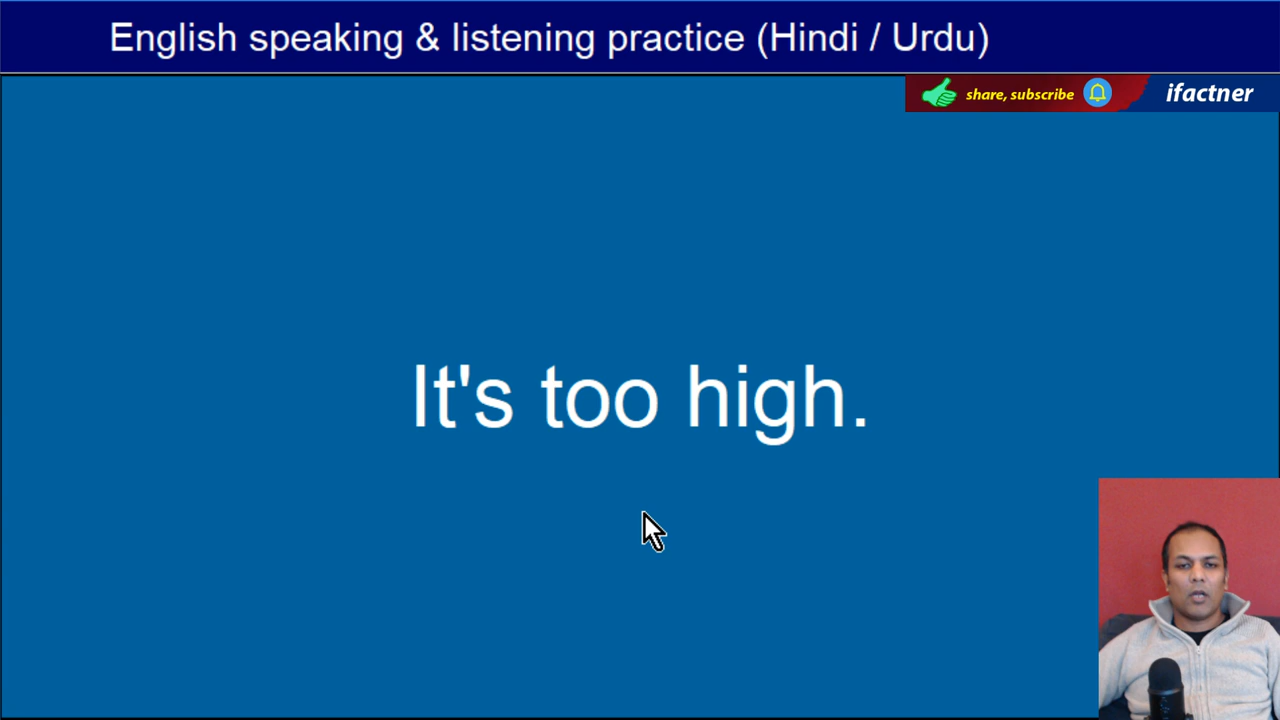 English speaking & listening practice (Hindi / Urdu)
share, subscribe
ifactner
It's too high.